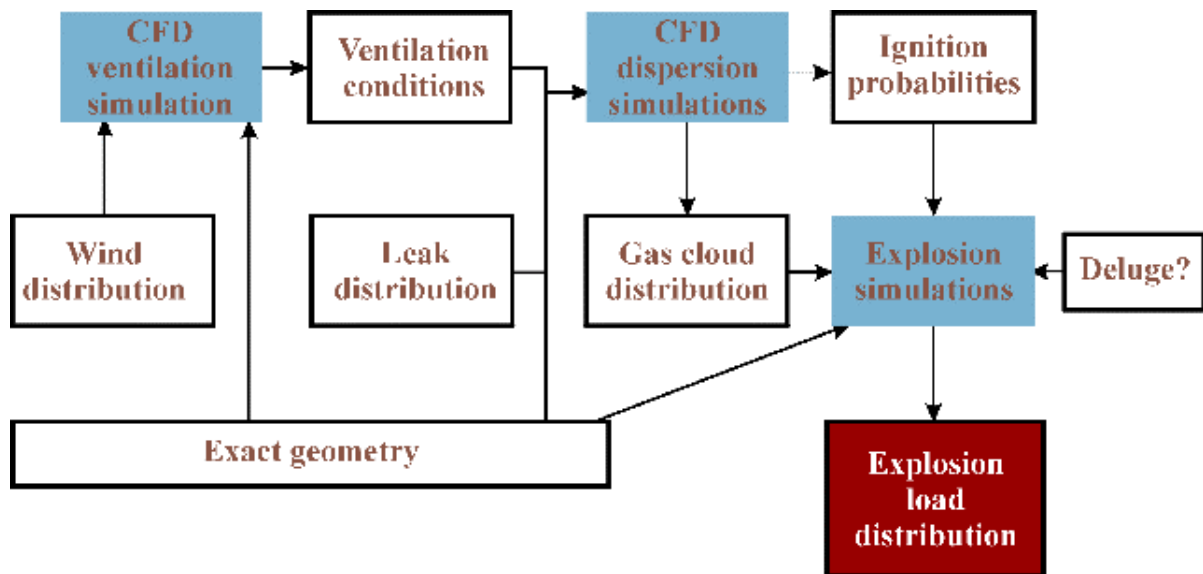 CFD
ventilation
simulation
Ventilation
conditions
CFD
dispersion
simulations
Ignition
probabilities
Wind
distribution
Leak
distribution
Gas cloud
distribution
Explosion
simulations
Deluge?
Exact geometry
Explosion
load
distribution